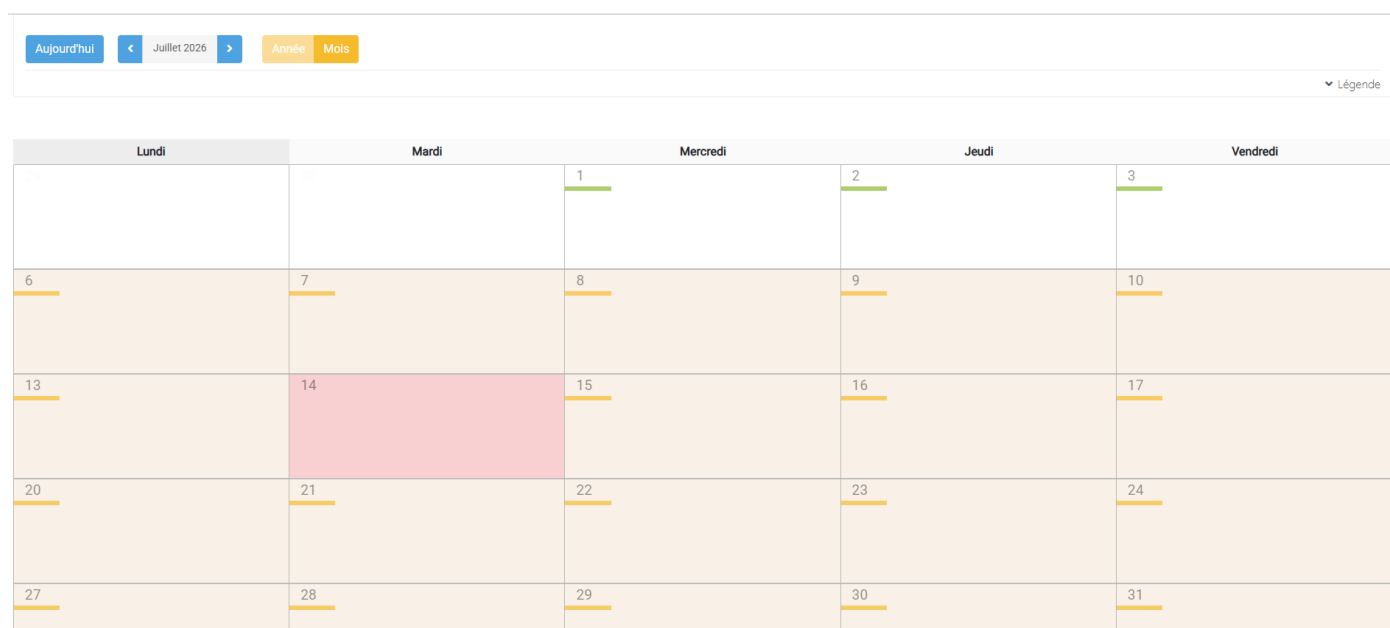 Aujourd'hui Juillet 2026 Année Mois
Légende
Lundi Mardi Mercredi Jeudi Vendredi
1 2 3
6 7 8 9 10
13 14 15 16 17
20 21 22 23 24
27 28 29 30 31